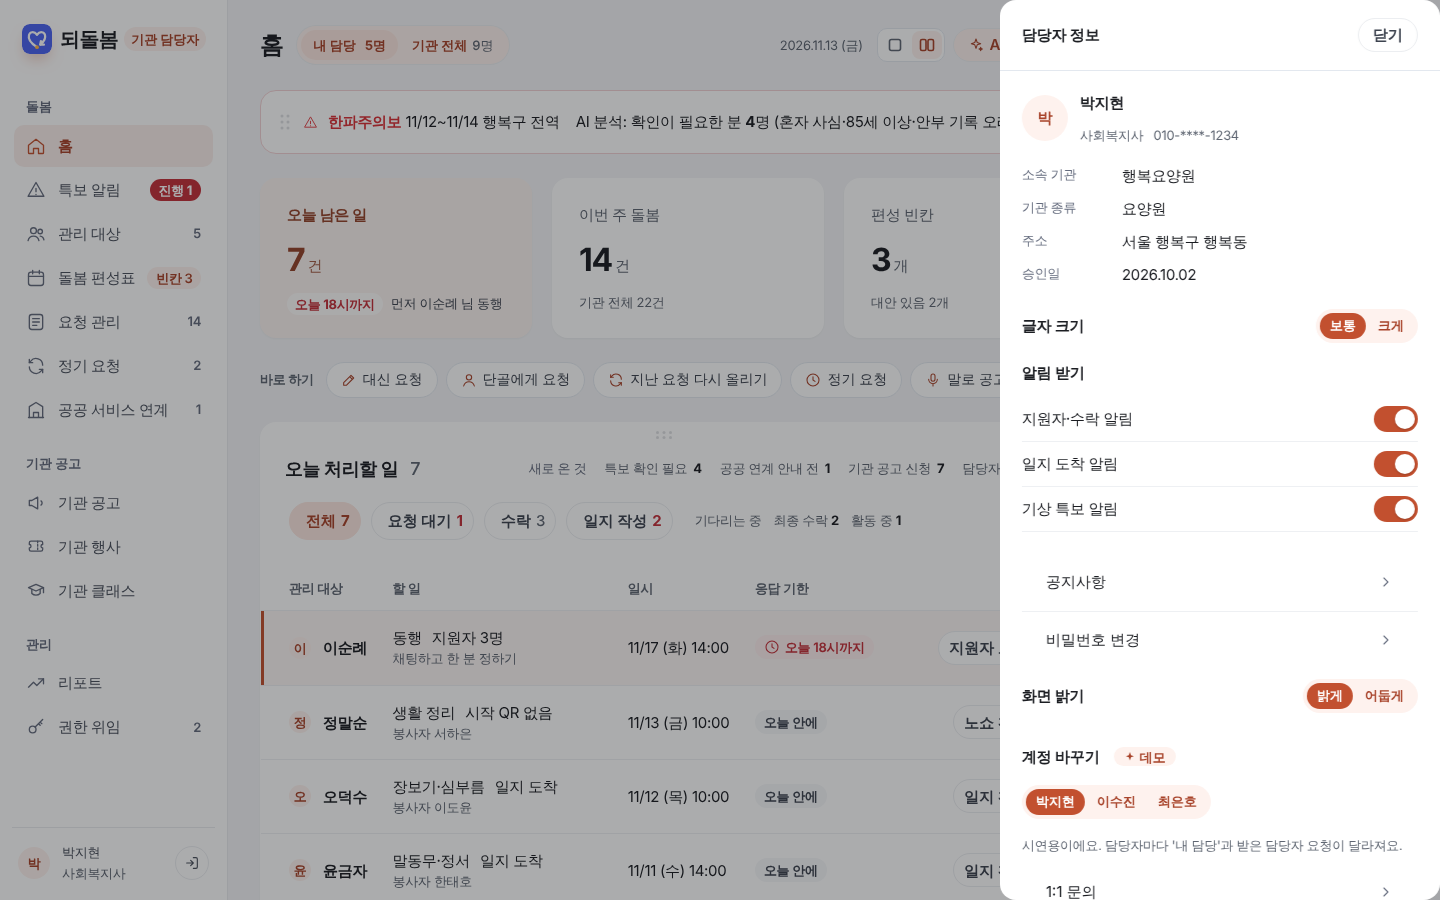 되돌봄 기관 담당자
돌봄
홈
특보 알림 진행 1
관리 대상 5
돌봄 편성표 빈칸 3
요청 관리 14
정기 요청 2
공공 서비스 연계 1
기관 공고
기관 공고
기관 행사
기관 클래스
관리
리포트
권한 위임 2
박 박지현
사회복지사
홈 내 담당 5명 기관 전체 9명 2026.11.13 (금)
한파주의보 11/12~11/14 행복구 전역 AI 분석: 확인이 필요한 분 4명 (혼자 사심·85세 이상·안부 기록
오늘 남은 일
7건
오늘 18시까지 먼저 이순례 님 동행
이번 주 돌봄
14건
기관 전체 22건
편성 빈칸
3개
대안 있음 2개
바로 하기 대신 요청 단골에게 요청 지난 요청 다시 올리기 정기 요청 말로 공고
오늘 처리할 일 7 새로 온 것 특보 확인 필요 4 공공 연계 안내 전 1 기관 공고 신청 7 담당자
전체 7 요청 대기 1 수락 3 일지 작성 2 기다리는 중 최종 수락 2 활동 중 1
관리 대상 할 일 일시 응답 기한
이 이순례 동행 지원자 3명 11/17 (화) 14:00 오늘 18시까지 지원자
채팅하고 한 분 정하기
정 정말순 생활 정리 시작 QR 없음 11/13 (금) 10:00 오늘 안에 노쇼
봉사자 서하은
오 오덕수 장보기·심부름 일지 도착 11/12 (목) 10:00 오늘 안에 일지
봉사자 이도윤
윤 윤금자 말동무·정서 일지 도착 11/11 (수) 14:00 오늘 안에 일지
봉사자 한태호
담당자 정보 닫기
박 박지현
사회복지사 010-****-1234
소속 기관 행복요양원
기관 종류 요양원
주소 서울 행복구 행복동
승인일 2026.10.02
글자 크기 보통 크게
알림 받기
지원자·수락 알림
일지 도착 알림
기상 특보 알림
공지사항
비밀번호 변경
화면 밝기 밝게 어둡게
계정 바꾸기 데모
박지현 이수진 최은호
시연용이에요. 담당자마다 '내 담당'과 받은 담당자 요청이 달라져요.
1:1 문의